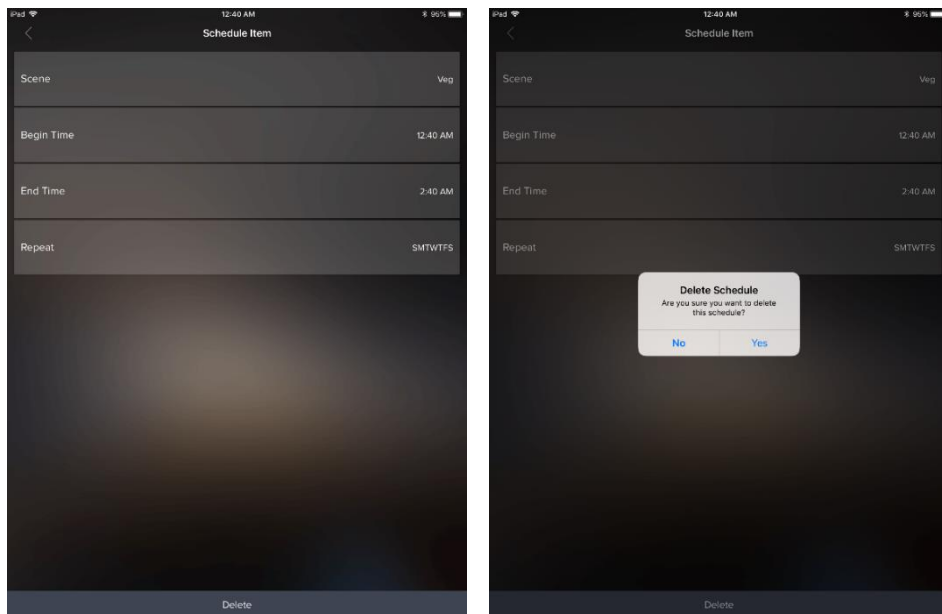 iPad 12:40 AM 95%
Schedule Item
Scene Veg
Begin Time 12:40 AM
End Time 2:40 AM
Repeat SMTWTFS
Delete
iPad 12:40 AM 95%
Schedule Item
Scene Veg
Begin Time 12:40 AM
End Time 2:40 AM
Repeat SMTWTFS
Delete Schedule
Are you sure you want to delete
this schedule?
No Yes
Delete